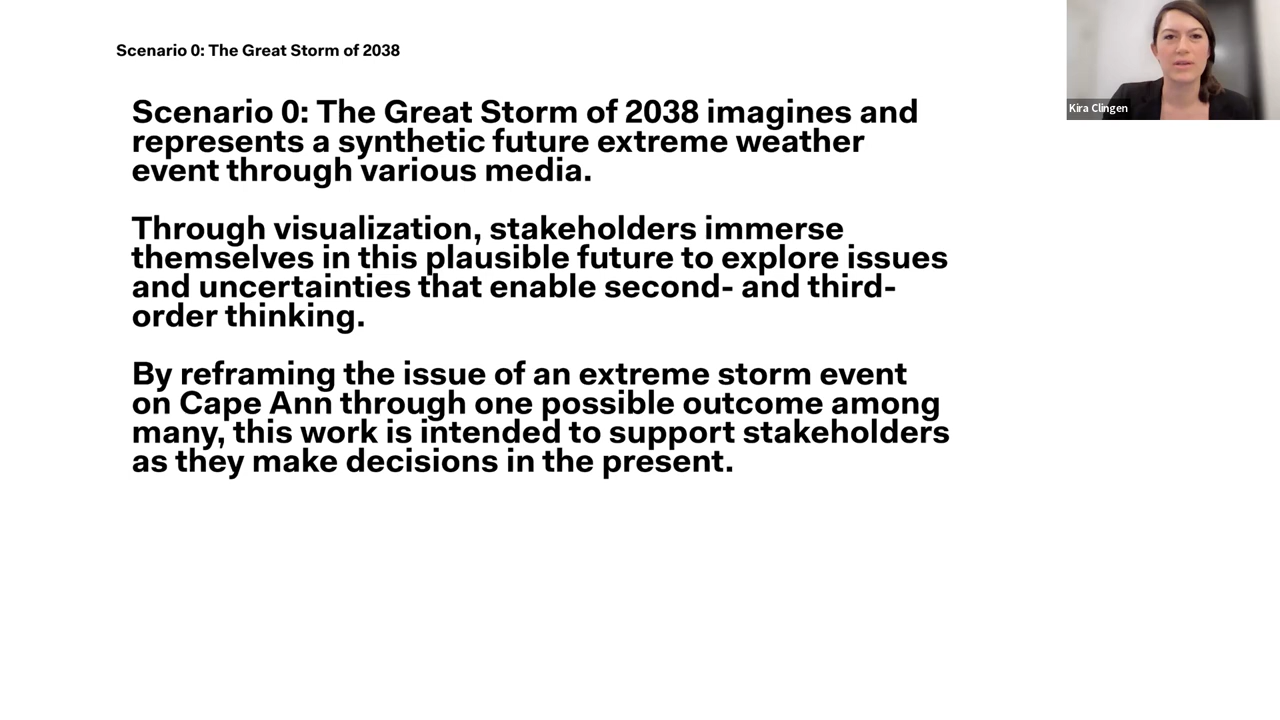 Scenario 0: The Great Storm of 2038
Scenario 0: The Great Storm of 2038 imagines and
represents a synthetic future extreme weather
event through various media.
Through visualization, stakeholders immerse
themselves in this plausible future to explore issues
and uncertainties that enable second- and third-
order thinking.
By reframing the issue of an extreme storm event
on Cape Ann through one possible outcome among
many, this work is intended to support stakeholders
as they make decisions in the present.
Kira Clingen